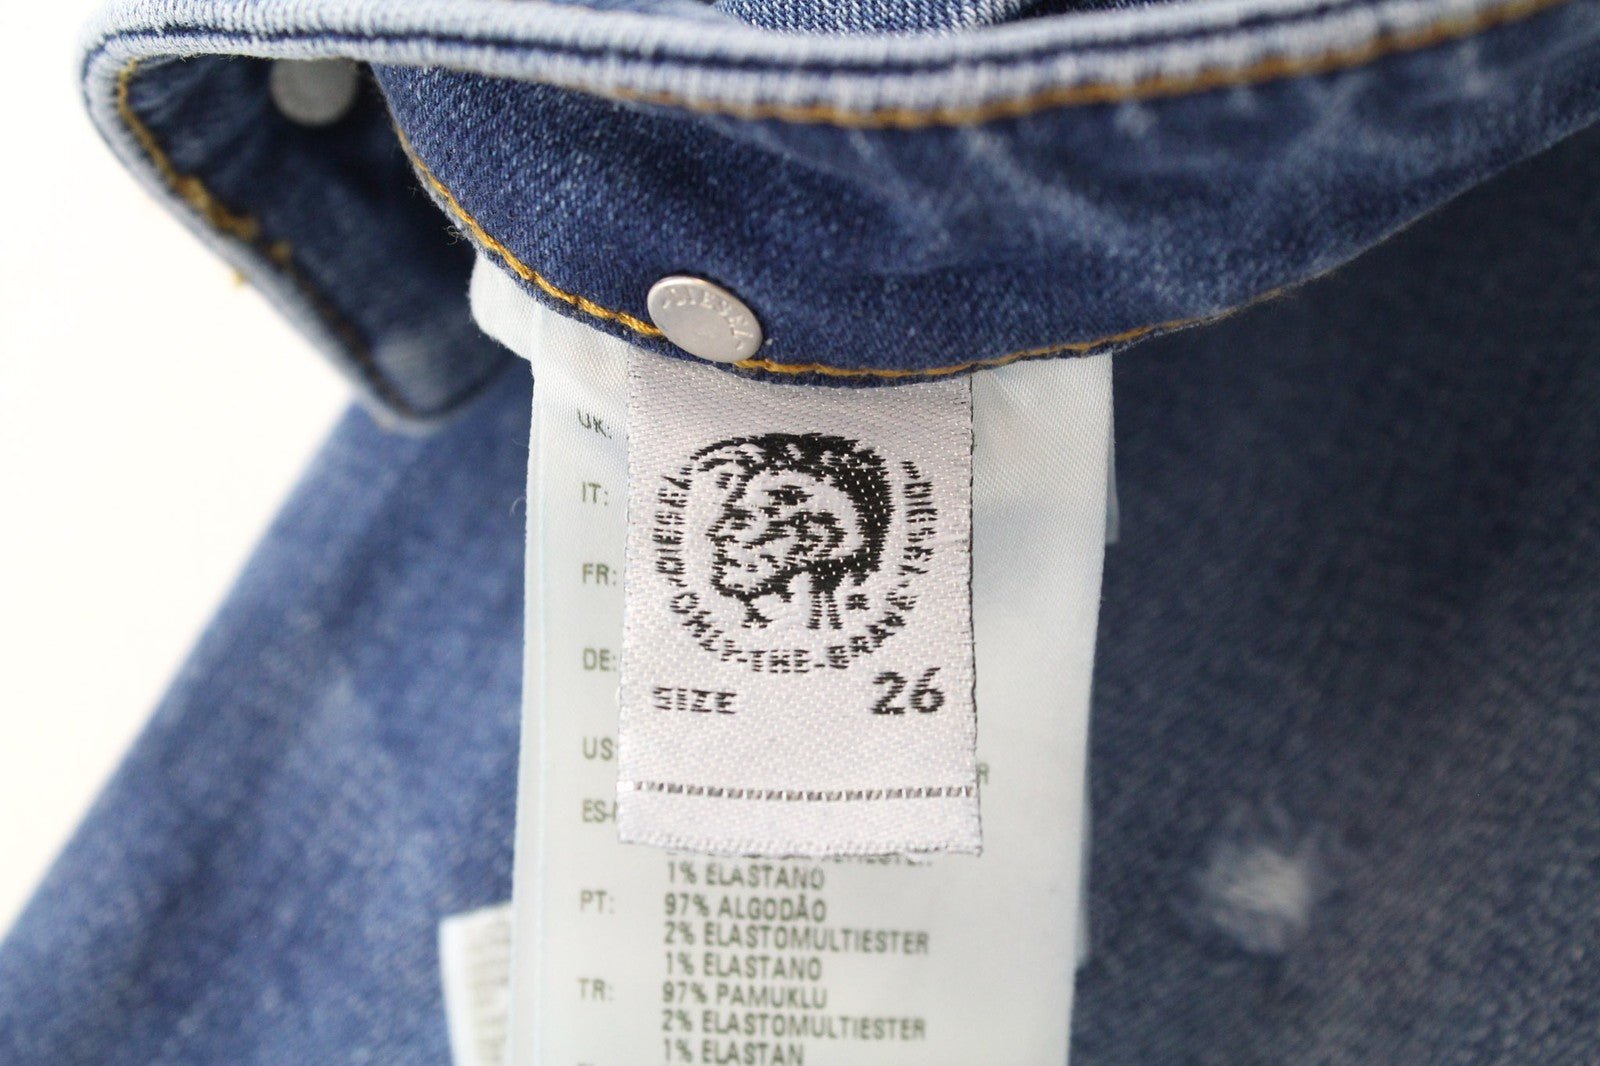 DIESEL
UK:
IT:
FR:
DE:
US:
ES-
DIESEL
DIESEL
ONLY-THE-BRAVE
R
SIZE 26
R
1% ELASTANO
PT: 97% ALGODÃO
2% ELASTOMULTIESTER
1% ELASTANO
TR: 97% PAMUKLU
2% ELASTOMULTIESTER
1% ELASTAN